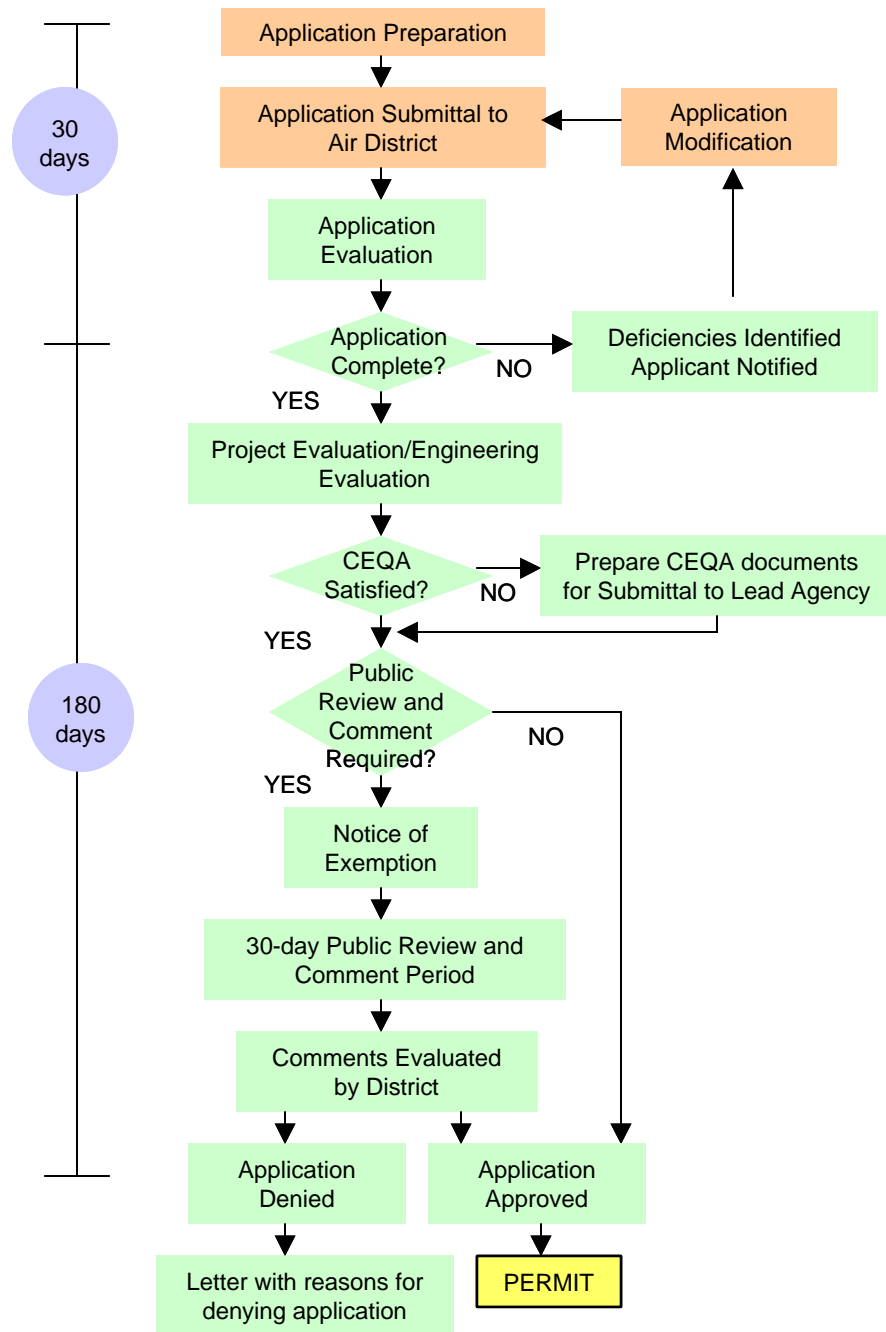 Application Preparation
30
days
Application Submittal to
Air District
Application
Modification
Application
Evaluation
Application
Complete?
NO
Deficiencies Identified
Applicant Notified
YES
Project Evaluation/Engineering
Evaluation
CEQA
Satisfied?
NO
Prepare CEQA documents
for Submittal to Lead Agency
YES
180
days
Public
Review and
Comment
Required?
NO
YES
Notice of
Exemption
30-day Public Review and
Comment Period
Comments Evaluated
by District
Application
Denied
Application
Approved
Letter with reasons for
denying application
PERMIT